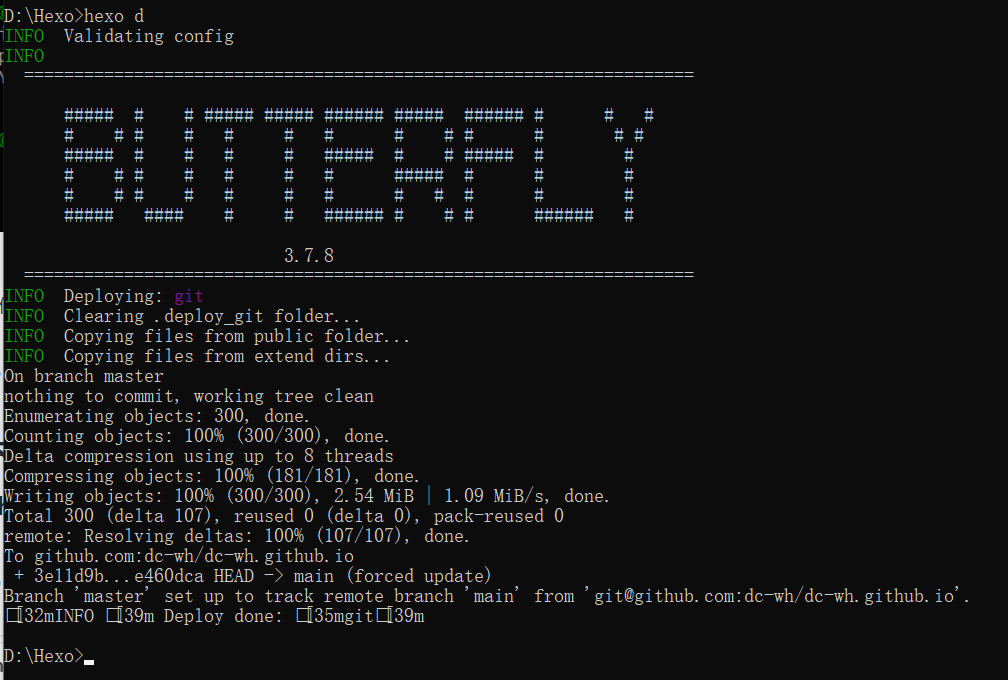 D:\Hexo>hexo d
INFO  Validating config
INFO
  ===================================================================

      #####  #    # ##### ##### ###### #####  ###### #      #   #
      #    # #    #   #     #   #      #    # #      #       # #
      #####  #    #   #     #   #####  #    # #####  #        #
      #    # #    #   #     #   #      #####  #      #        #
      #    # #    #   #     #   #      #   #  #      #        #
      #####   ####    #     #   ###### #    # #      ######   #

                            3.7.8
  ===================================================================
INFO  Deploying: git
INFO  Clearing .deploy_git folder...
INFO  Copying files from public folder...
INFO  Copying files from extend dirs...
On branch master
nothing to commit, working tree clean
Enumerating objects: 300, done.
Counting objects: 100% (300/300), done.
Delta compression using up to 8 threads
Compressing objects: 100% (181/181), done.
Writing objects: 100% (300/300), 2.54 MiB | 1.09 MiB/s, done.
Total 300 (delta 107), reused 0 (delta 0), pack-reused 0
remote: Resolving deltas: 100% (107/107), done.
To github.com:dc-wh/dc-wh.github.io
 + 3e11d9b...e460dca HEAD -> main (forced update)
Branch 'master' set up to track remote branch 'main' from 'git@github.com:dc-wh/dc-wh.github.io'.
□[32mINFO □[39m Deploy done: □[35mgit□[39m

D:\Hexo>